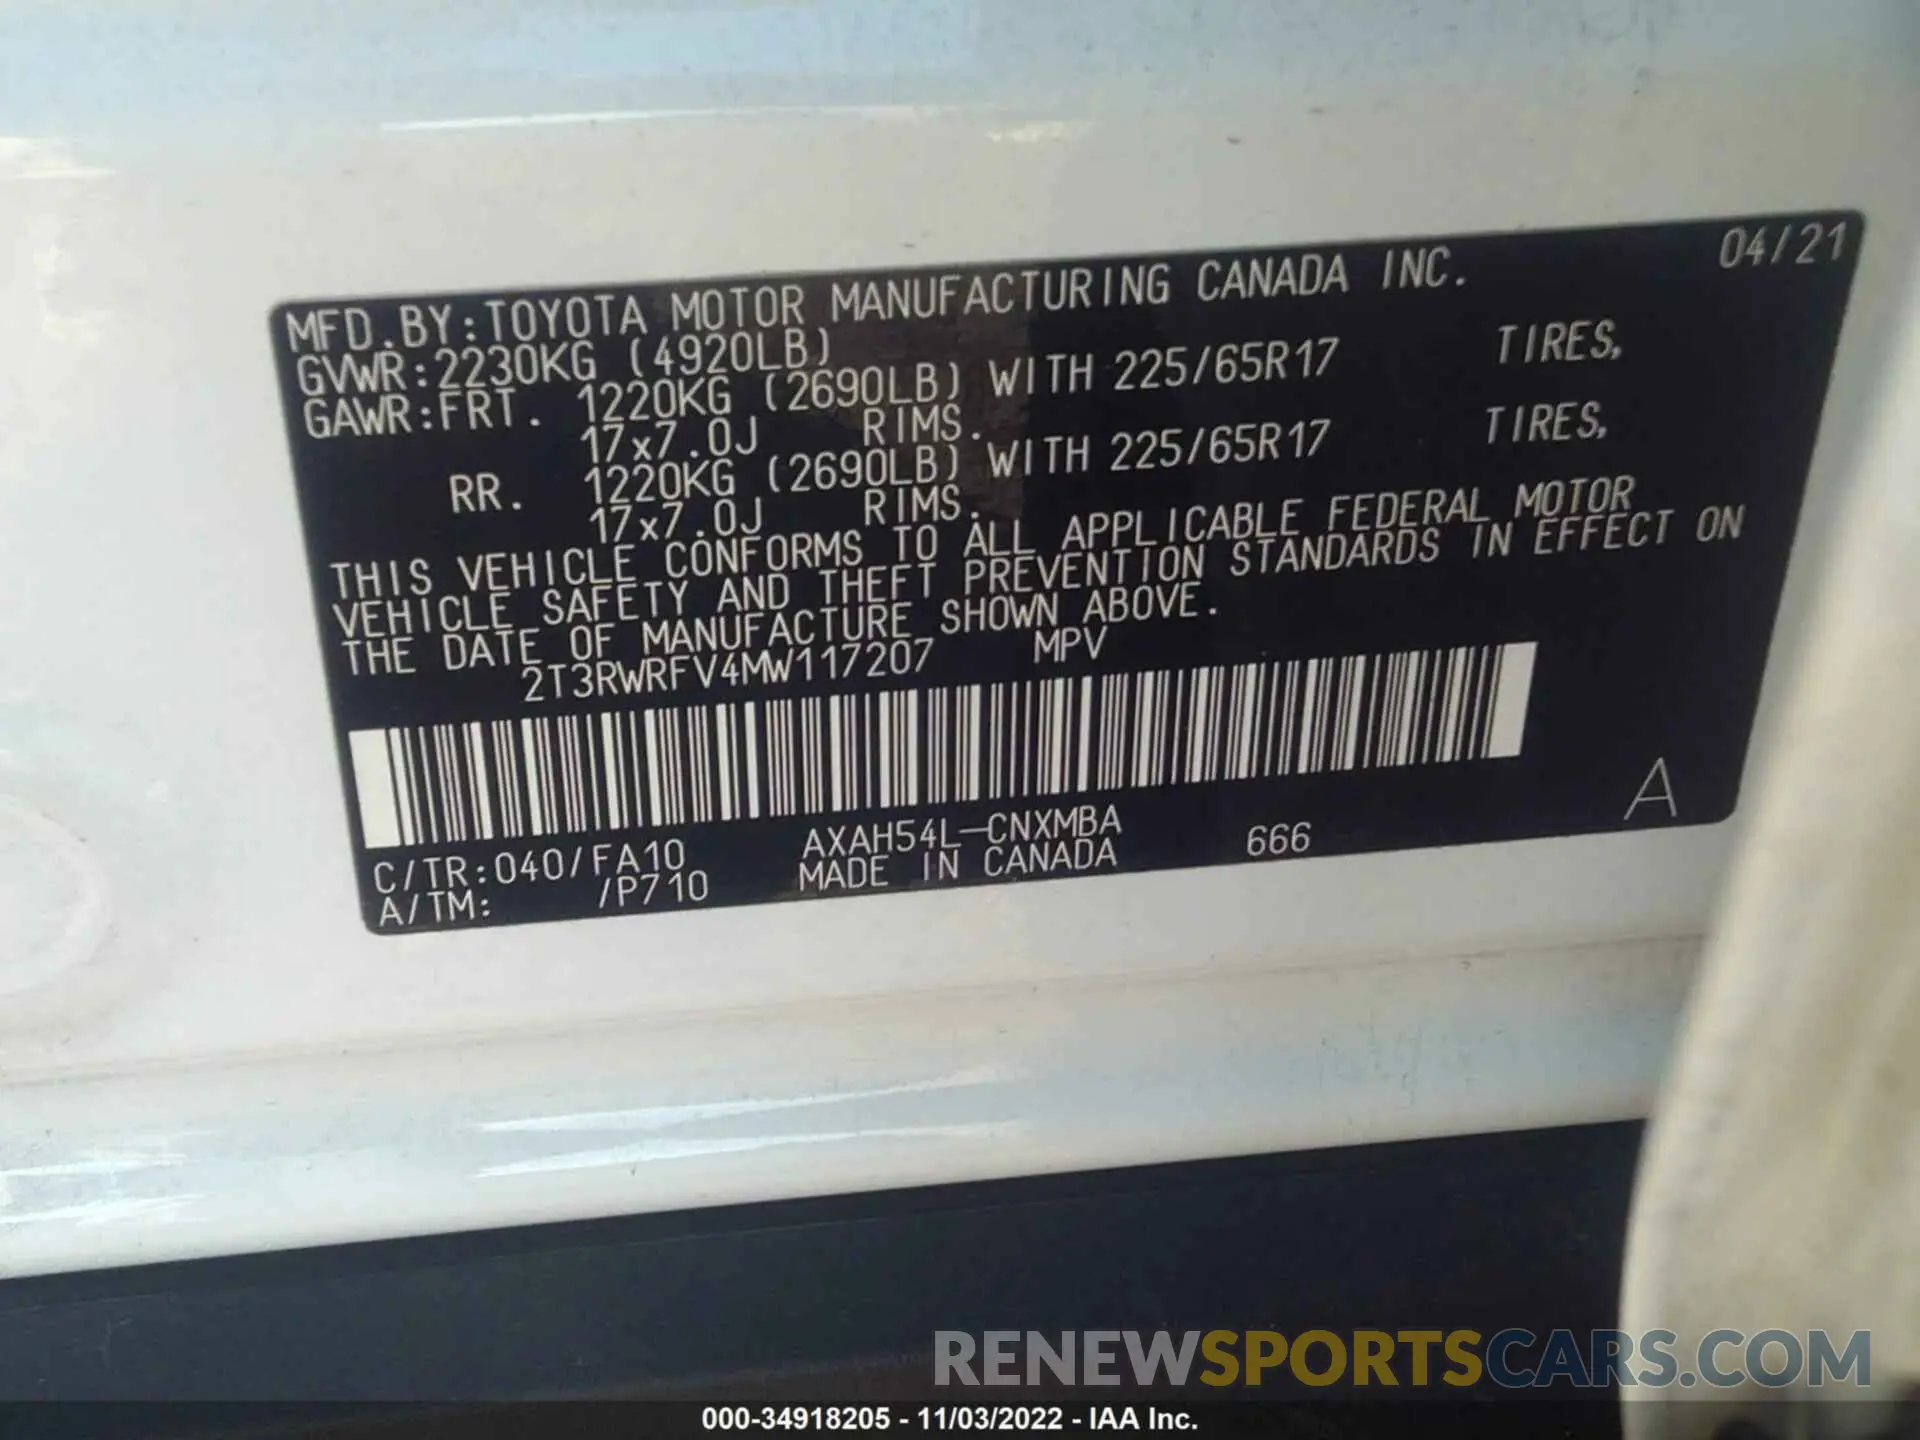 04/21
MFD.BY:TOYOTA MOTOR MANUFACTURING CANADA INC.
GVWR:2230KG (4920LB)
GAWR:FRT. 1220KG (2690LB) WITH 225/65R17 TIRES,
17x7.0J RIMS.
RR. 1220KG (2690LB) WITH 225/65R17 TIRES,
17x7.0J RIMS.
THIS VEHICLE CONFORMS TO ALL APPLICABLE FEDERAL MOTOR
VEHICLE SAFETY AND THEFT PREVENTION STANDARDS IN EFFECT ON
THE DATE OF MANUFACTURE SHOWN ABOVE.
2T3RWRFV4MW117207 MPV
C/TR:040/FA10 AXAH54L-CNXMBA 666 A
A/TM: /P710 MADE IN CANADA
RENEWSPORTSCARS.COM
000-34918205 - 11/03/2022 - IAA Inc.